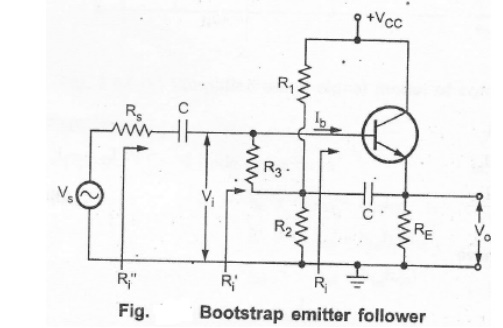 +Vcc
R1
Rs
C
Ib
R3
Vs
Vi
C
R2
RE
Vo
Ri"
Ri'
Ri
Fig. Bootstrap emitter follower